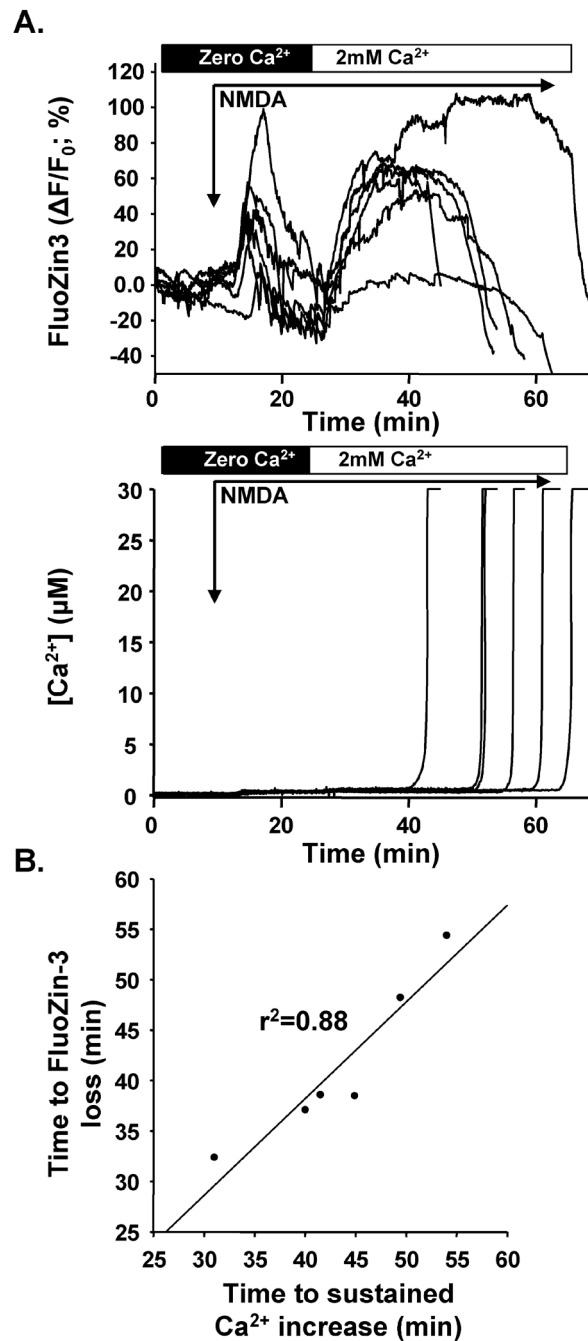 A.
Zero Ca²⁺ 2mM Ca²⁺
NMDA
120
100
80
60
40
20
0.0
-20
-40
FluoZin3 (ΔF/F₀; %)
0 20 40 60
Time (min)
Zero Ca²⁺ 2mM Ca²⁺
NMDA
30
25
20
15
10
5
0
[Ca²⁺] (μM)
0 20 40 60
Time (min)
B.
60
55
50
45
40
35
30
25
Time to FluoZin-3
loss (min)
r²=0.88
25 30 35 40 45 50 55 60
Time to sustained
Ca²⁺ increase (min)